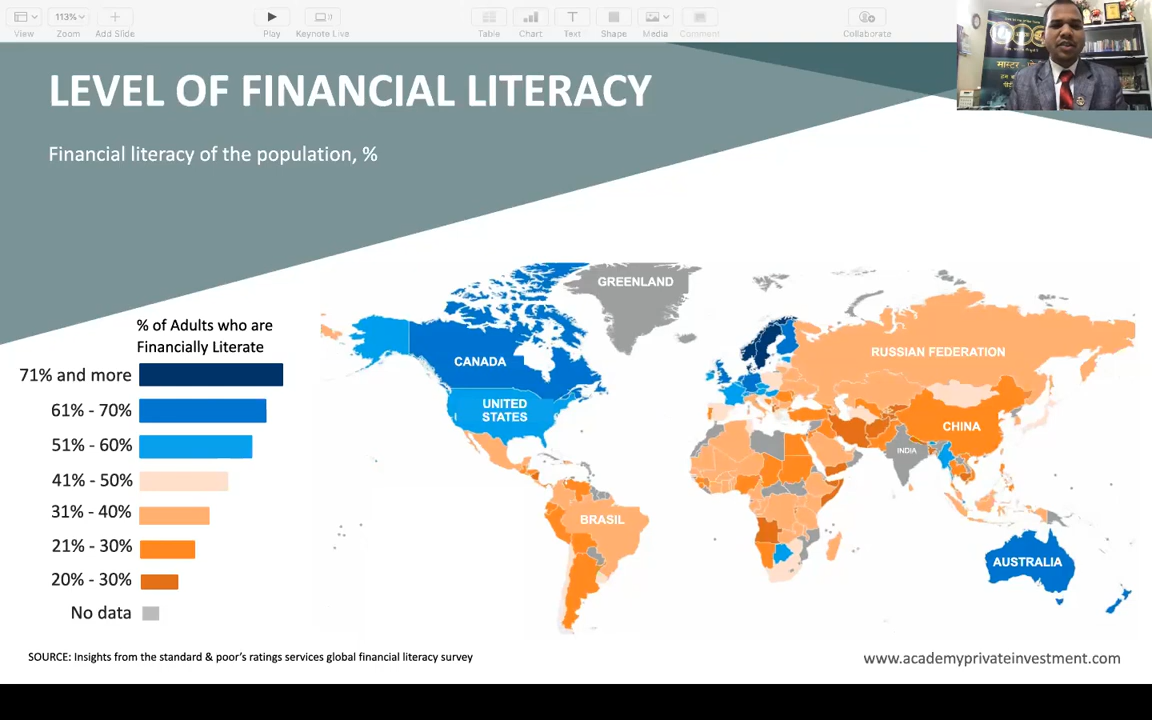 113%
View
Zoom
Add Slide
Play
Keynote Live
Table
Chart
Text
Shape
Media
Comment
Collaborate
LEVEL OF FINANCIAL LITERACY
Financial literacy of the population, %
% of Adults who are
Financially Literate
71% and more
61% - 70%
51% - 60%
41% - 50%
31% - 40%
21% - 30%
20% - 30%
No data
GREENLAND
CANADA
RUSSIAN FEDERATION
UNITED
STATES
CHINA
INDIA
BRASIL
AUSTRALIA
SOURCE: Insights from the standard & poor's ratings services global financial literacy survey
www.academyprivateinvestment.com